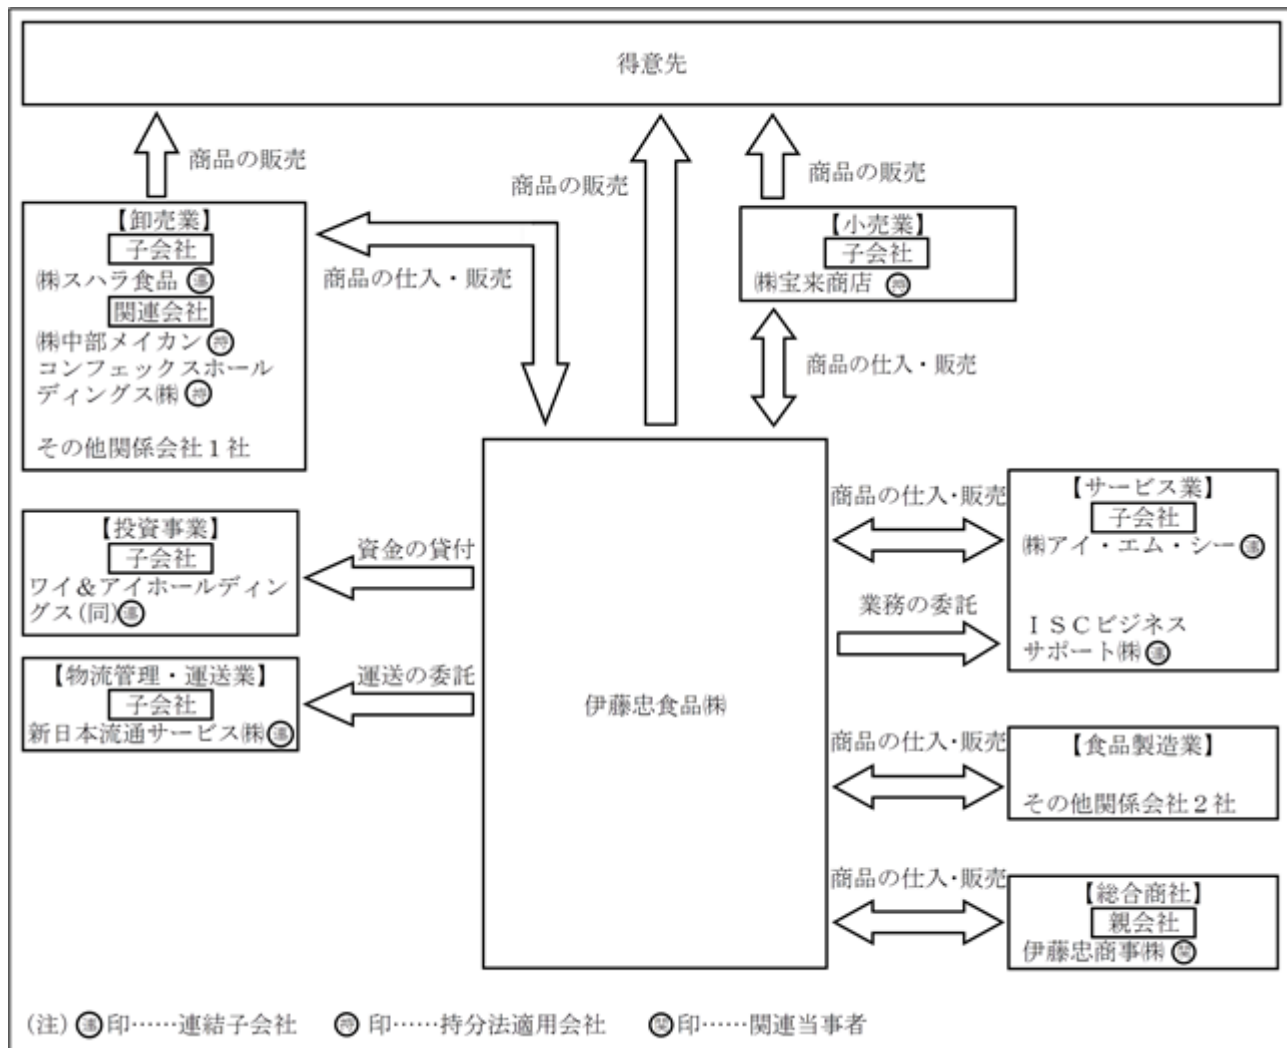 得意先
商品の販売
商品の販売
商品の販売
【卸売業】
子会社
㈱スハラ食品 ㊝
関連会社
㈱中部メイカン 持
コンフェックスホール
ディングス㈱ 持
その他関係会社1社
商品の仕入・販売
【小売業】
子会社
㈱宝来商店 持
商品の仕入・販売
【投資事業】
子会社
ワイ&アイホールディン
グス(同) 連
資金の貸付
【物流管理・運送業】
子会社
新日本流通サービス㈱ 連
運送の委託
伊藤忠食品㈱
商品の仕入・販売
【サービス業】
子会社
㈱アイ・エム・シー 連
業務の委託
ISCビジネス
サポート㈱ 連
商品の仕入・販売
【食品製造業】
その他関係会社2社
商品の仕入・販売
【総合商社】
親会社
伊藤忠商事㈱ 関
(注) 連 印……連結子会社 持 印……持分法適用会社 関 印……関連当事者